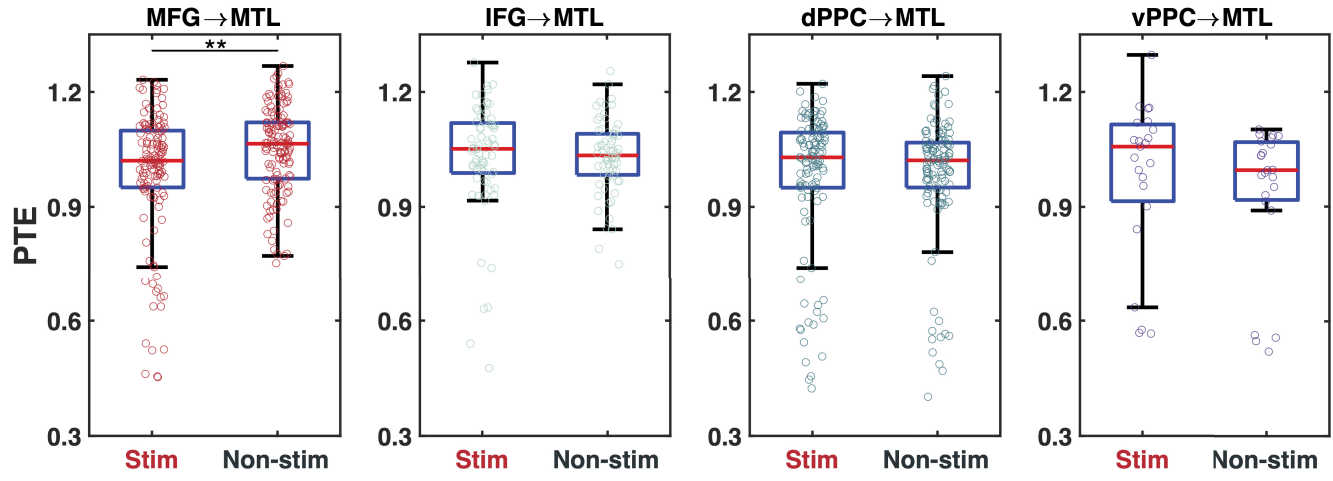 MFG→MTL
IFG→MTL
dPPC→MTL
vPPC→MTL
**
PTE
1.2
0.9
0.6
0.3
1.2
0.9
0.6
0.3
1.2
0.9
0.6
0.3
1.2
0.9
0.6
0.3
Stim Non-stim
Stim Non-stim
Stim Non-stim
Stim Non-stim